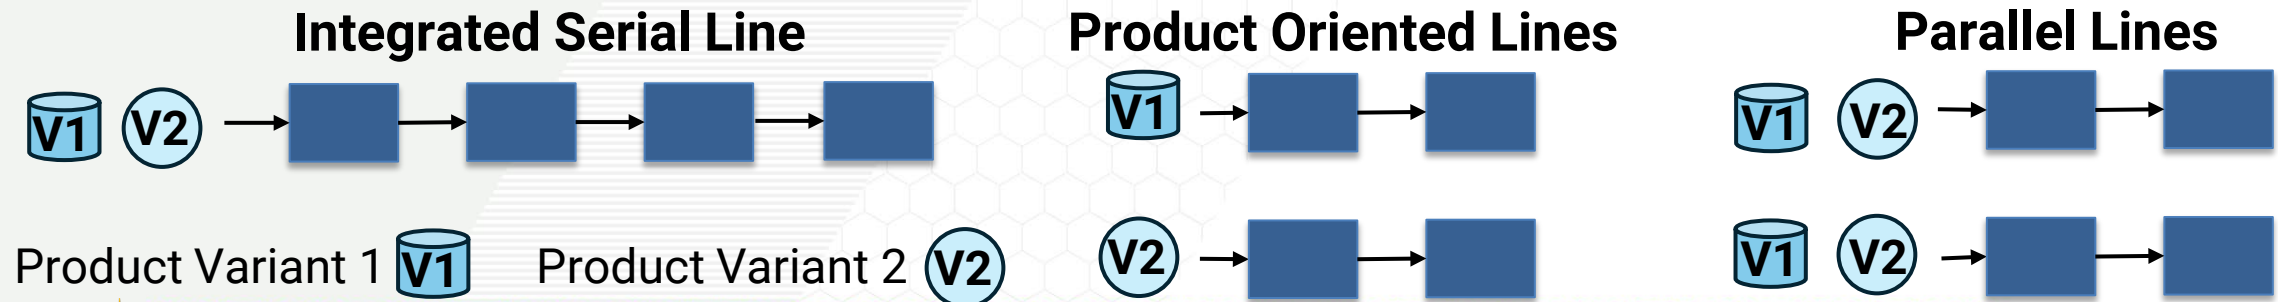 Integrated Serial Line
V1 V2
Product Variant 1 V1 Product Variant 2 V2
Product Oriented Lines
V1
V2
Parallel Lines
V1 V2
V1 V2